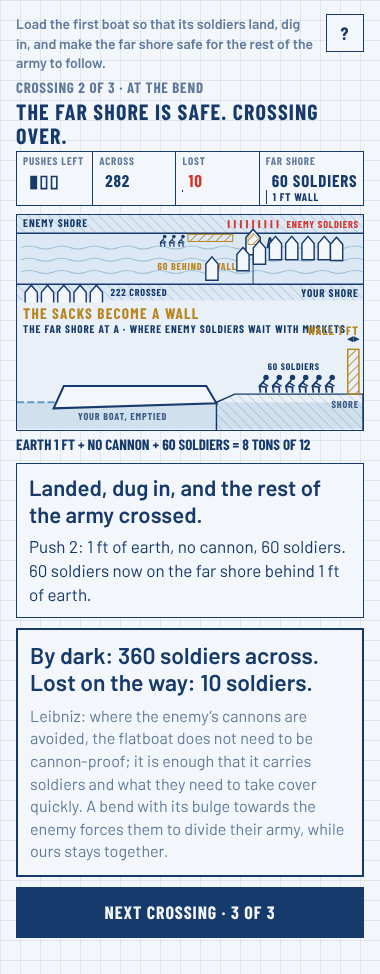 Load the first boat so that its soldiers land, dig
in, and make the far shore safe for the rest of the
army to follow.
?
CROSSING 2 OF 3 · AT THE BEND
THE FAR SHORE IS SAFE. CROSSING
OVER.
PUSHES LEFT
ACROSS
282
LOST
10
FAR SHORE
60 SOLDIERS
1 FT WALL
ENEMY SHORE
ENEMY SOLDIERS
60 BEHIND WALL
222 CROSSED
YOUR SHORE
THE SACKS BECOME A WALL
THE FAR SHORE AT A · WHERE ENEMY SOLDIERS WAIT WITH MUSKETS
60 SOLDIERS
SHORE
YOUR BOAT, EMPTIED
EARTH 1 FT + NO CANNON + 60 SOLDIERS = 8 TONS OF 12
Landed, dug in, and the rest of
the army crossed.
Push 2: 1 ft of earth, no cannon, 60 soldiers.
60 soldiers now on the far shore behind 1 ft
of earth.
By dark: 360 soldiers across.
Lost on the way: 10 soldiers.
Leibniz: where the enemy's cannons are
avoided, the flatboat does not need to be
cannon-proof; it is enough that it carries
soldiers and what they need to take cover
quickly. A bend with its bulge towards the
enemy forces them to divide their army, while
ours stays together.
NEXT CROSSING · 3 OF 3